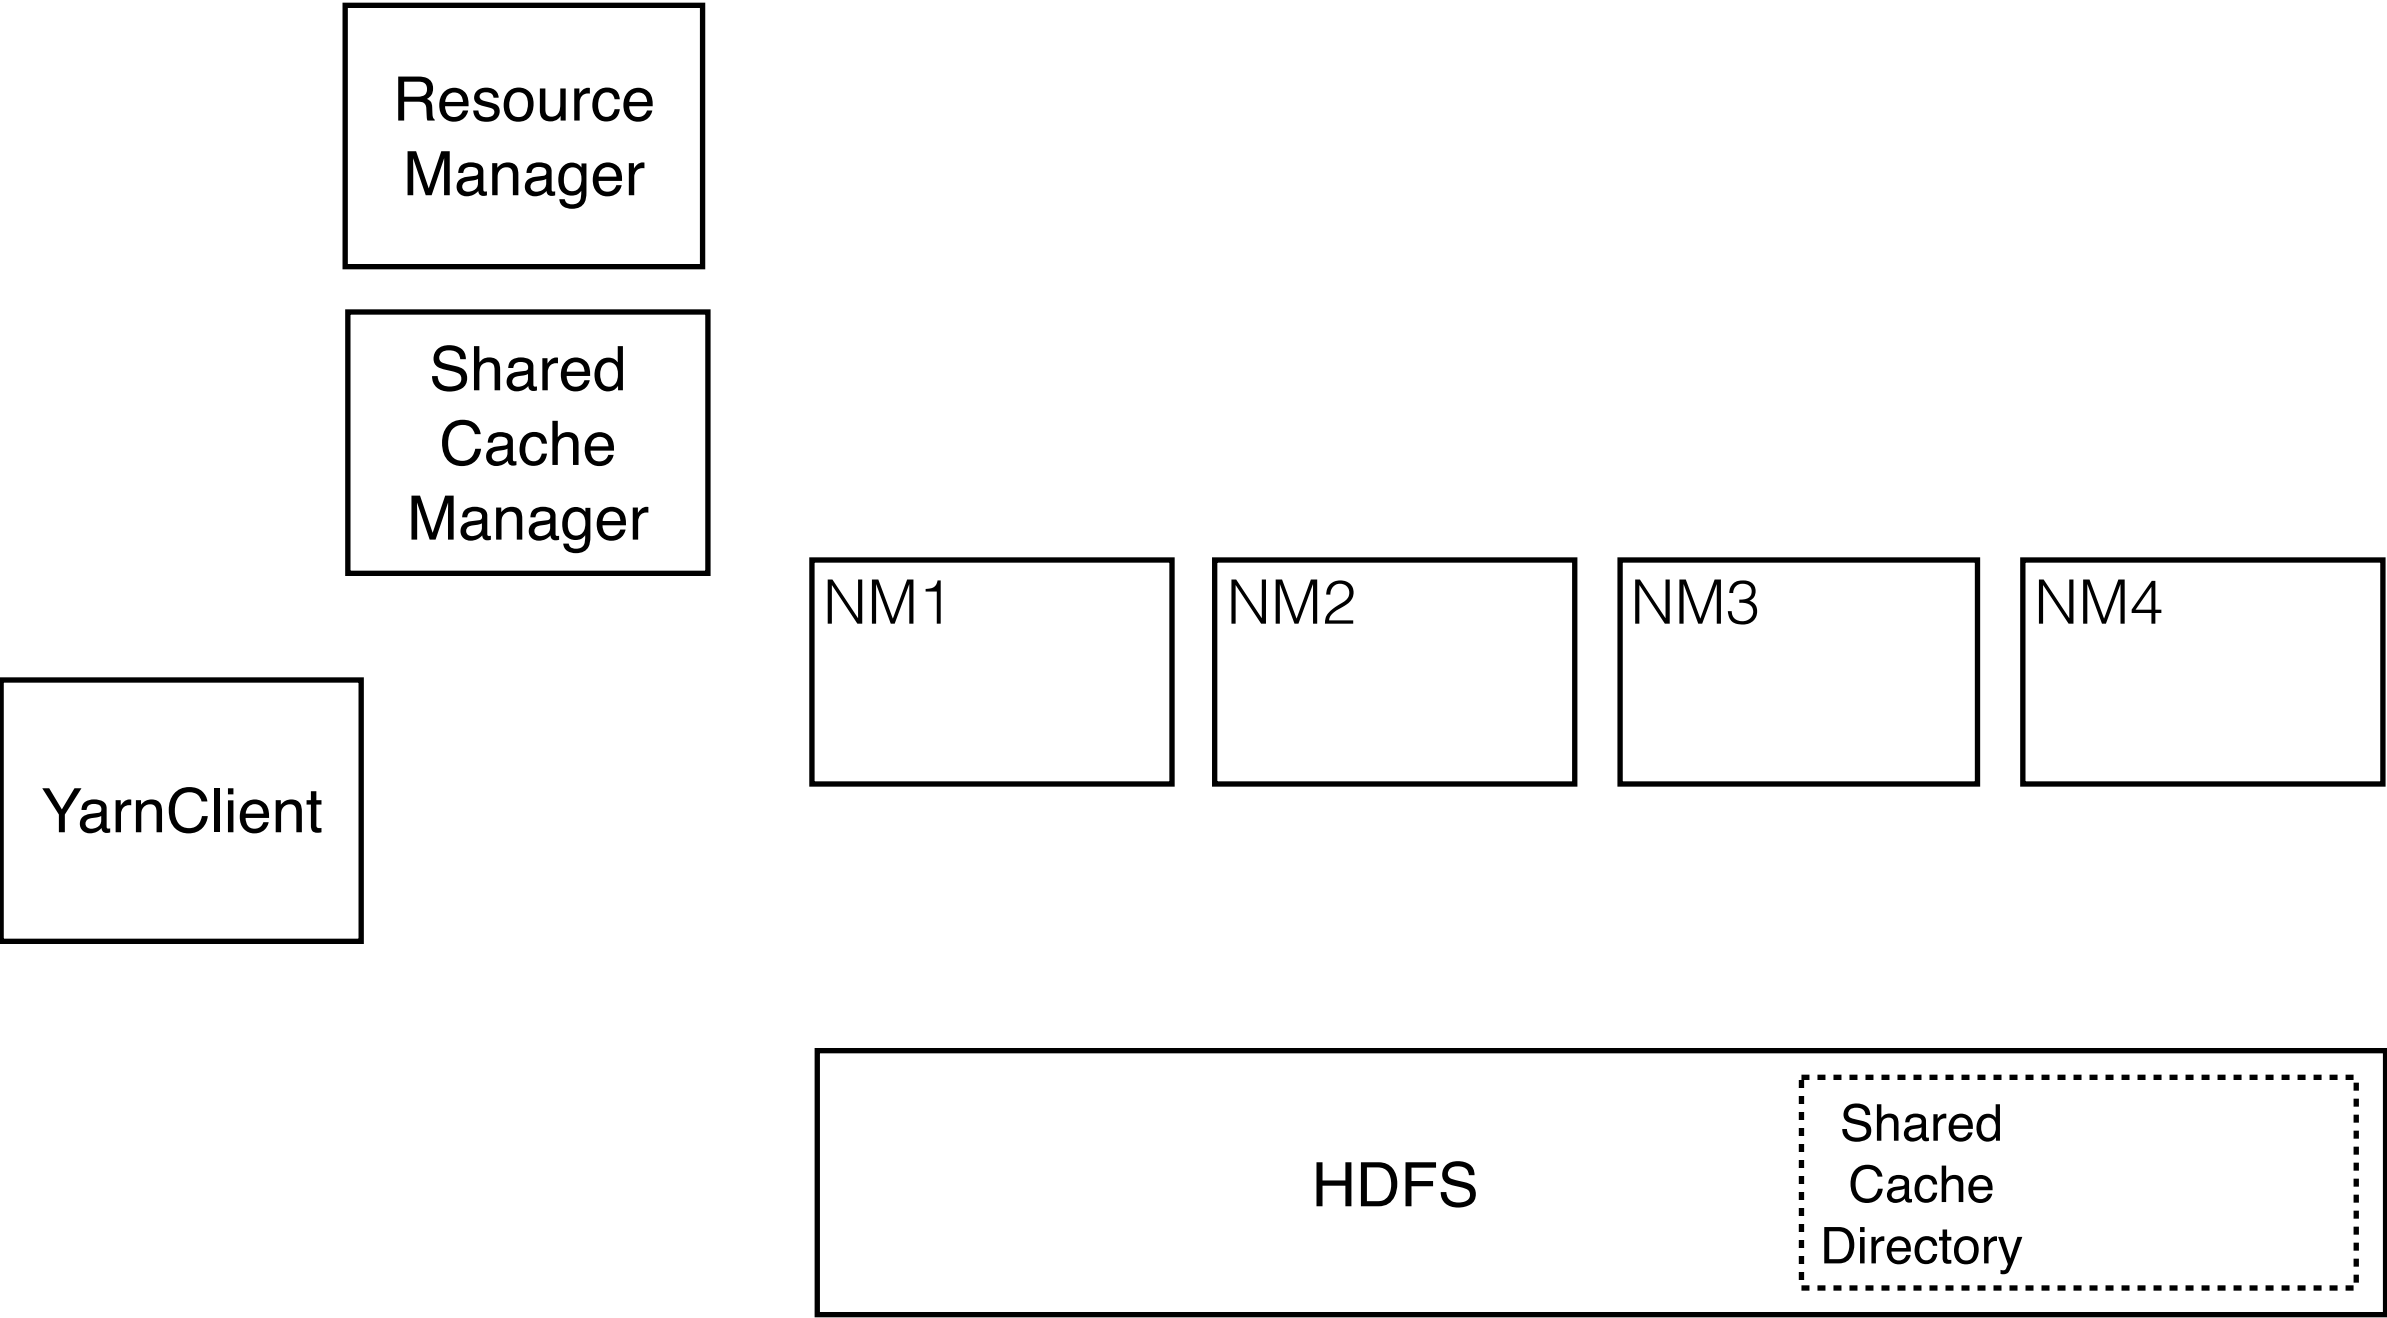 Resource
Manager
Shared
Cache
Manager
NM1
NM2
NM3
NM4
YarnClient
HDFS
Shared
Cache
Directory